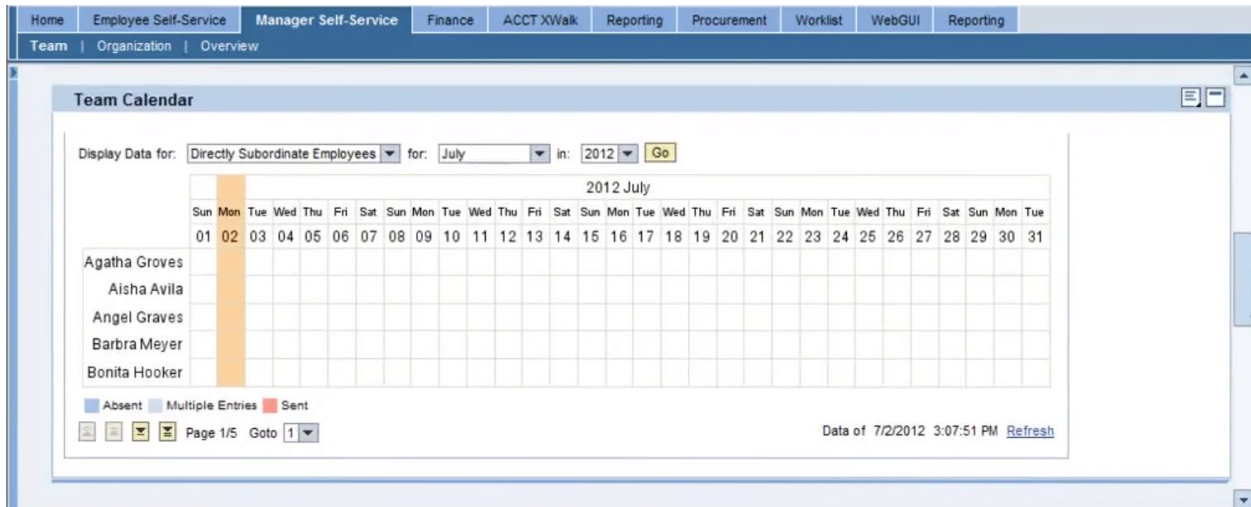 Home Employee Self-Service Manager Self-Service Finance ACCT XWalk Reporting Procurement Worklist WebGUI Reporting
Team | Organization | Overview
Team Calendar
Display Data for: Directly Subordinate Employees for: July in: 2012 Go
2012 July
Sun Mon Tue Wed Thu Fri Sat Sun Mon Tue Wed Thu Fri Sat Sun Mon Tue Wed Thu Fri Sat Sun Mon Tue Wed Thu Fri Sat Sun Mon Tue
01 02 03 04 05 06 07 08 09 10 11 12 13 14 15 16 17 18 19 20 21 22 23 24 25 26 27 28 29 30 31
Agatha Groves
Aisha Avila
Angel Graves
Barbra Meyer
Bonita Hooker
Absent Multiple Entries Sent
Page 1/5 Goto 1 Data of 7/2/2012 3:07:51 PM Refresh